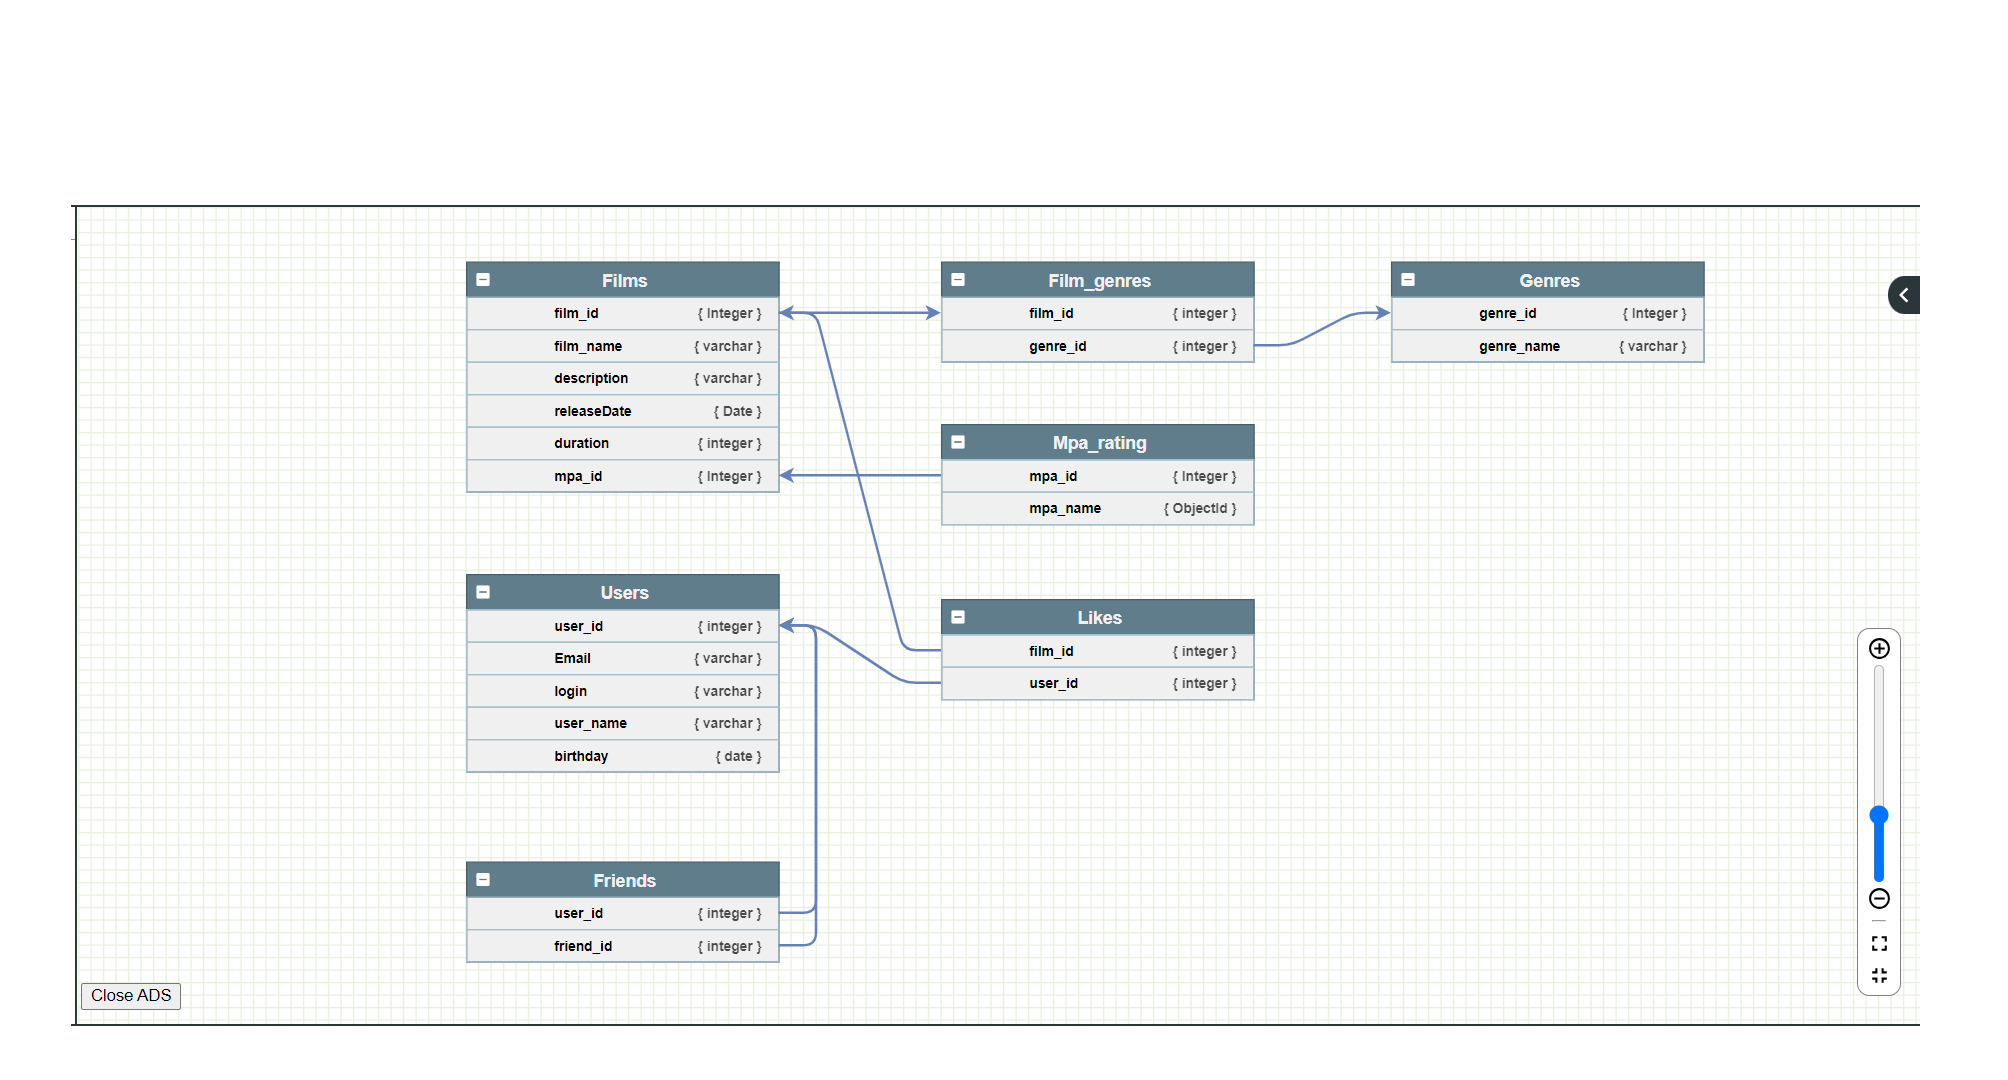 Films
film_id { Integer }
film_name { varchar }
description { varchar }
releaseDate { Date }
duration { integer }
mpa_id { Integer }
Film_genres
film_id { integer }
genre_id { integer }
Genres
genre_id { Integer }
genre_name { varchar }
Mpa_rating
mpa_id { Integer }
mpa_name { ObjectId }
Users
user_id { integer }
Email { varchar }
login { varchar }
user_name { varchar }
birthday { date }
Likes
film_id { integer }
user_id { integer }
Friends
user_id { integer }
friend_id { integer }
Close ADS